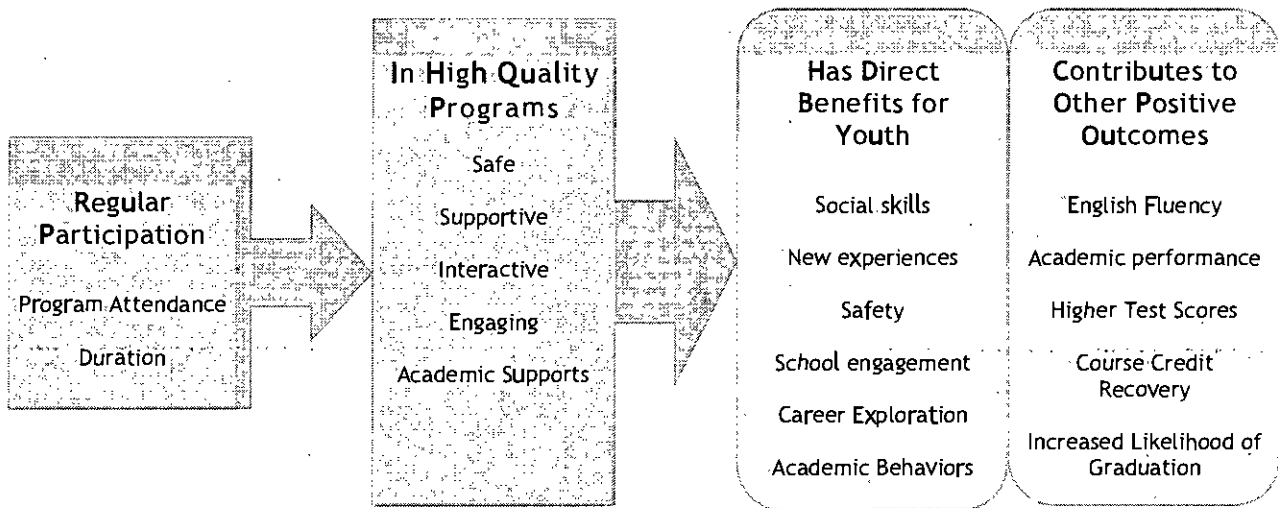 Regular
Participation
Program Attendance
Duration
In High Quality
Programs
Safe
Supportive
Interactive
Engaging
Academic Supports
Has Direct
Benefits for
Youth
Social skills
New experiences
Safety
School engagement
Career Exploration
Academic Behaviors
Contributes to
Other Positive
Outcomes
English Fluency
Academic performance
Higher Test Scores
Course Credit
Recovery
Increased Likelihood of
Graduation